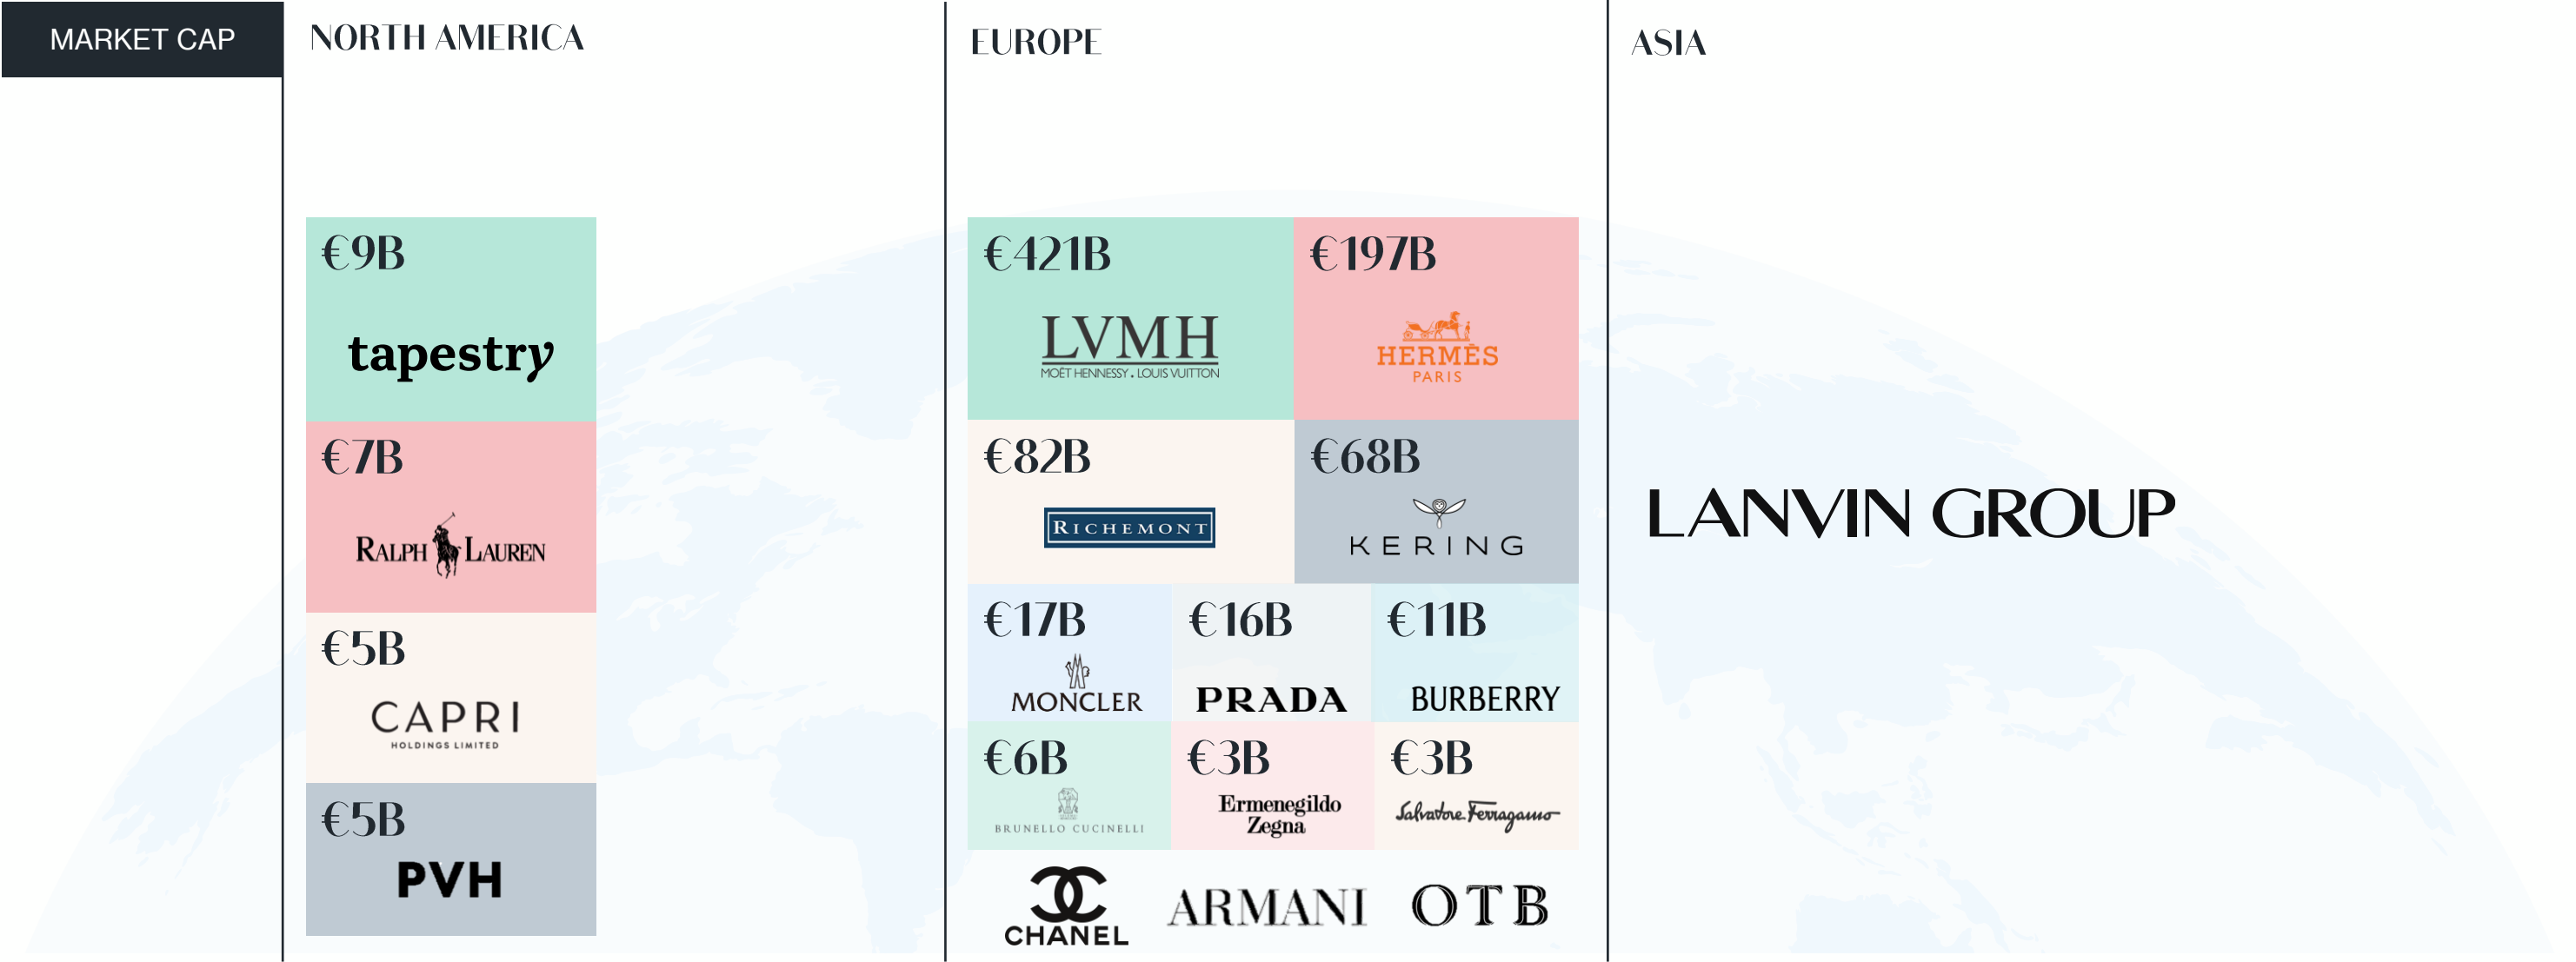 MARKET CAP
NORTH AMERICA
€9B
tapestry
€7B
RALPH LAUREN
€5B
CAPRI
HOLDINGS LIMITED
€5B
PVH
EUROPE
€421B
LVMH
MOËT HENNESSY . LOUIS VUITTON
€197B
HERMÈS
PARIS
€82B
RICHEMONT
€68B
KERING
€17B
MONCLER
€16B
PRADA
€11B
BURBERRY
€6B
BRUNELLO CUCINELLI
€3B
Ermenegildo
Zegna
€3B
Salvatore Ferragamo
CHANEL
ARMANI
OTB
ASIA
LANVIN GROUP